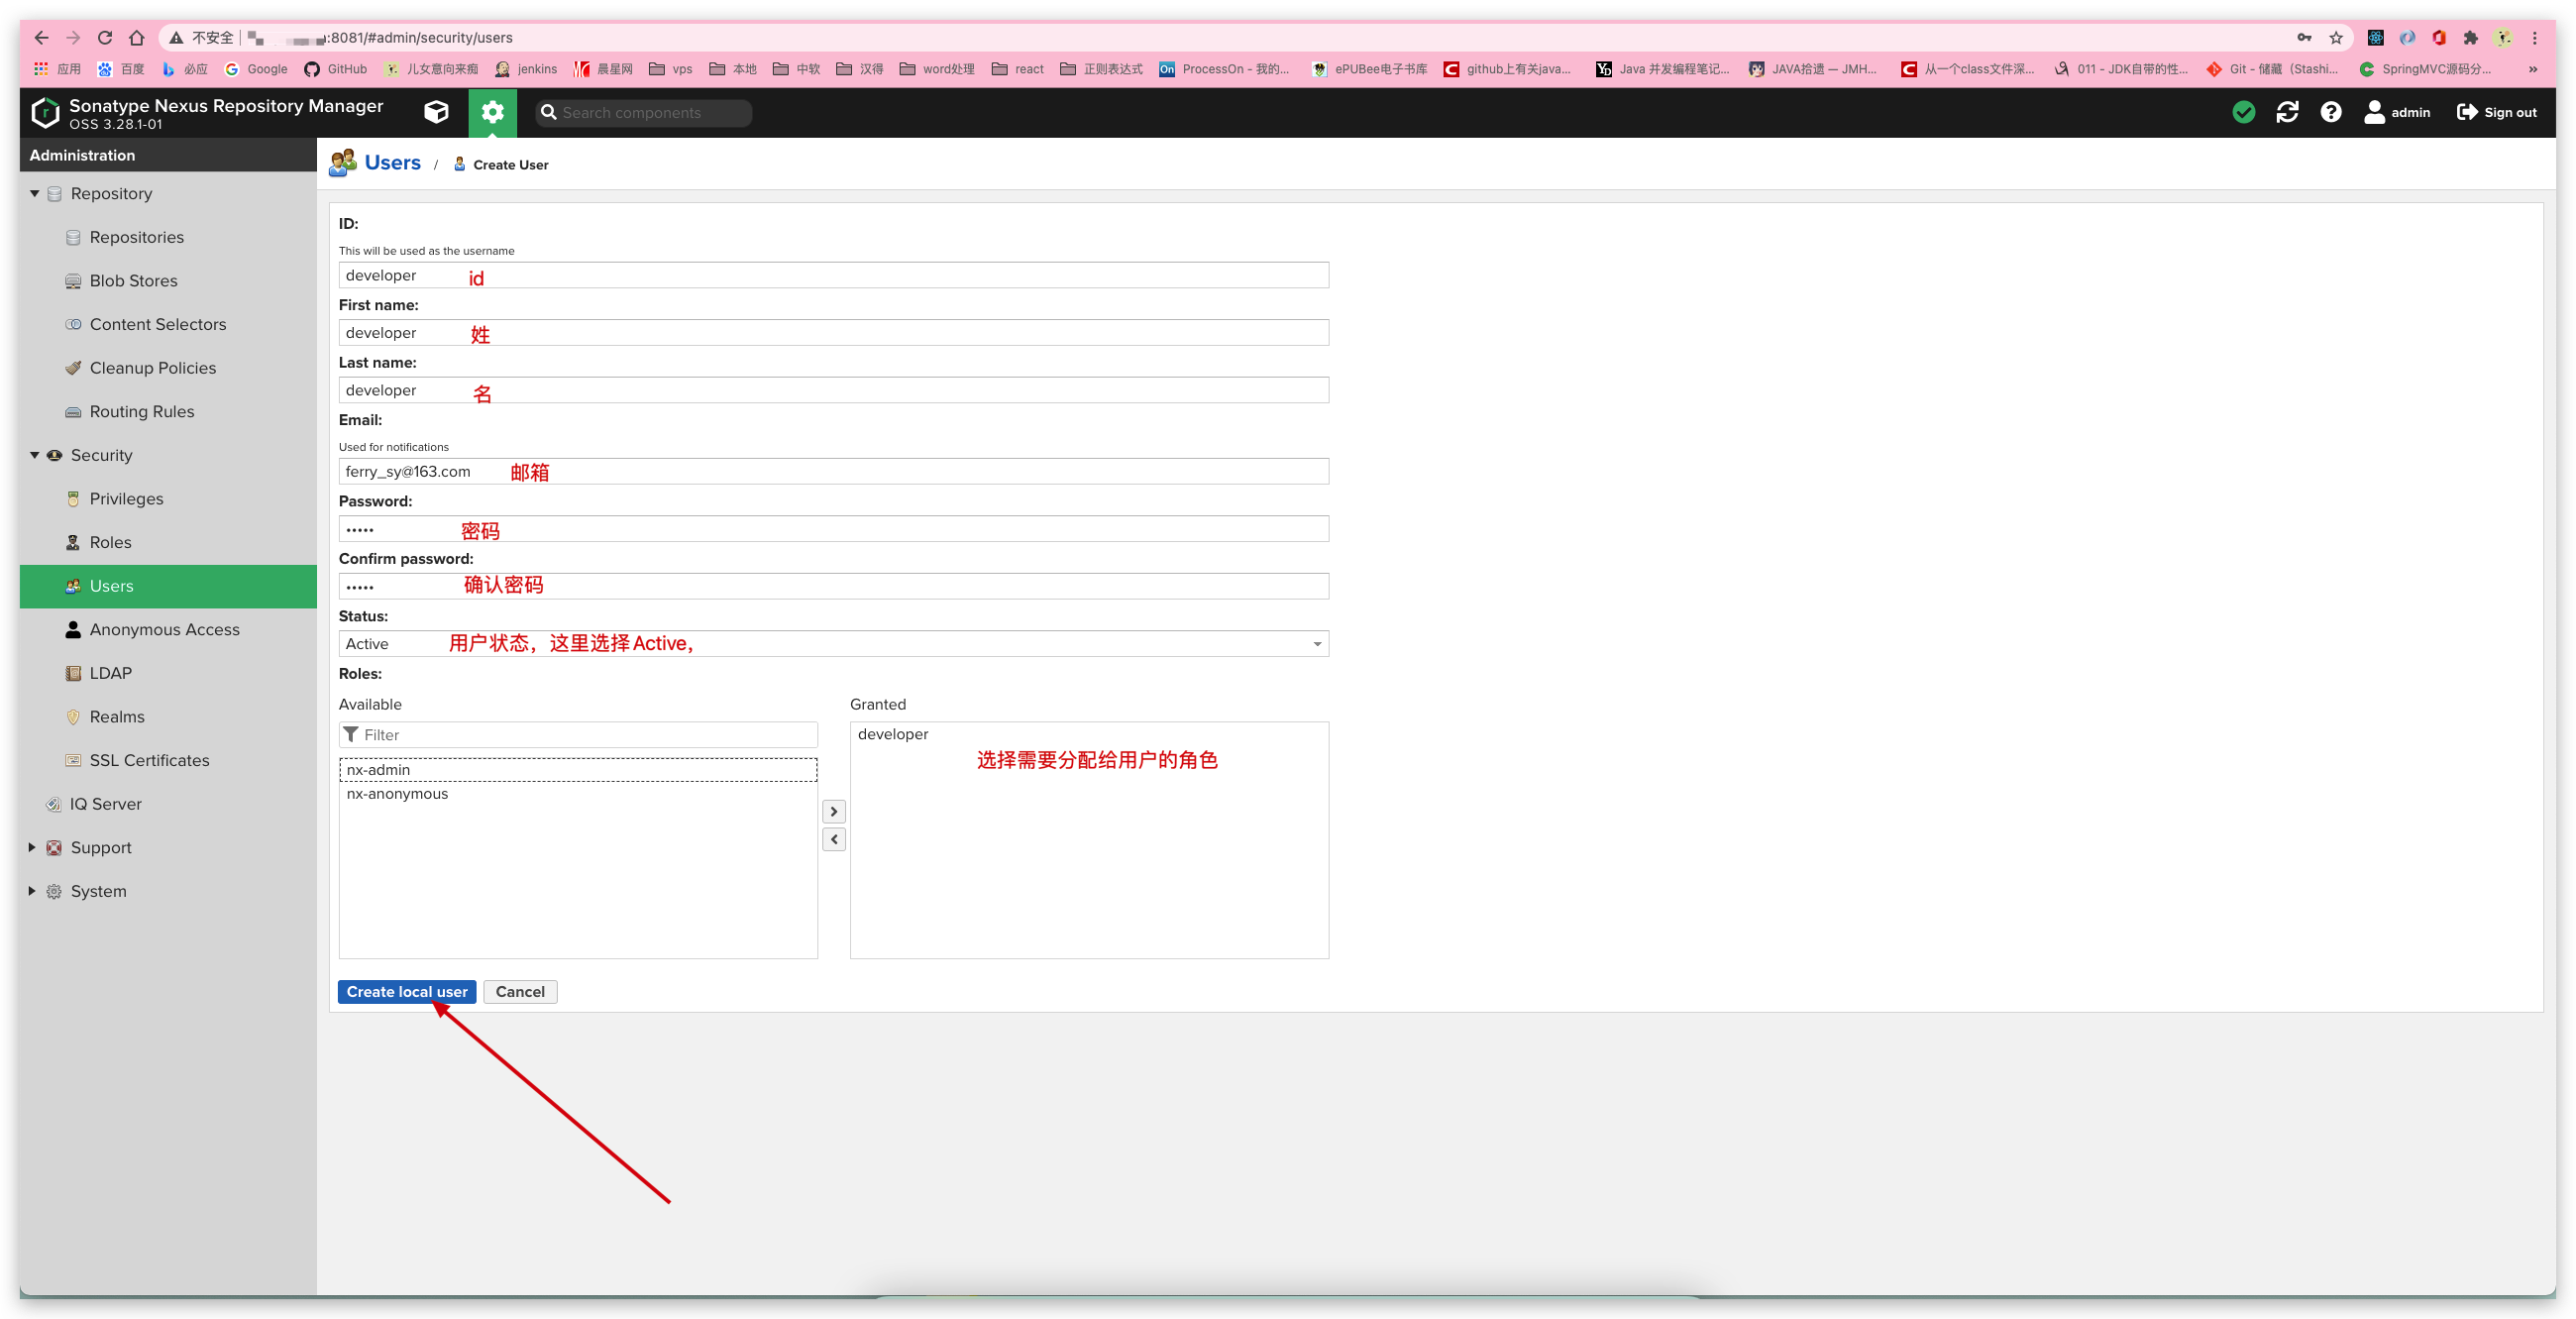 不安全 :8081/#admin/security/users
应用 百度 必应 Google GitHub 儿女意向来痴 jenkins 晨星网 vps 本地 中软 汉得 word处理 react 正则表达式 ProcessOn - 我的... ePUBee电子书库 github上有关java... Java 并发编程笔记... JAVA拾遗 — JMH... 从一个class文件深... 011 - JDK自带的性... Git - 储藏（Stashi... SpringMVC源码分... »
Sonatype Nexus Repository Manager
OSS 3.28.1-01
Search components
admin Sign out
Administration
Users / Create User
Repository
Repositories
Blob Stores
Content Selectors
Cleanup Policies
Routing Rules
Security
Privileges
Roles
Users
Anonymous Access
LDAP
Realms
SSL Certificates
IQ Server
Support
System
ID:
This will be used as the username
developer id
First name:
developer 姓
Last name:
developer 名
Email:
Used for notifications
ferry_sy@163.com 邮箱
Password:
••••• 密码
Confirm password:
••••• 确认密码
Status:
Active 用户状态，这里选择Active,
Roles:
Available Granted
Filter
nx-admin
nx-anonymous
developer
选择需要分配给用户的角色
Create local user Cancel